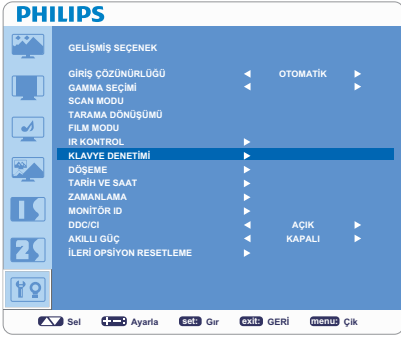 PHILIPS
GELİŞMİŞ SEÇENEK
GİRİŞ ÇÖZÜNÜRLÜĞÜ OTOMATİK
GAMMA SEÇİMİ
SCAN MODU
TARAMA DÖNÜŞÜMÜ
FILM MODU
IR KONTROL
KLAVYE DENETİMİ
DÖŞEME
TARİH VE SAAT
ZAMANLAMA
MONİTÖR ID
DDC/CI AÇIK
AKILLI GÜÇ KAPALI
İLERİ OPSİYON RESETLEME
Sel Ayarla set: Gır exit: GERİ menu: Çik